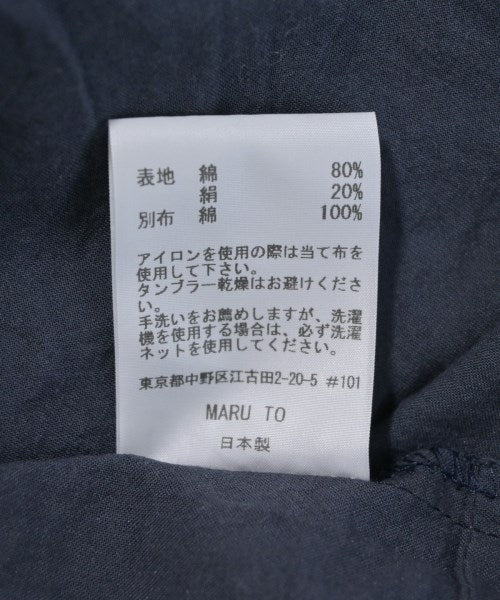 表地 綿 80%
絹 20%
別布 綿 100%
アイロンを使用の際は当て布を
使用して下さい。
タンブラー乾燥はお避けくださ
い。
手洗いをお薦めしますが、洗濯
機を使用する場合は、必ず洗濯
ネットを使用してください。
東京都中野区江古田2-20-5 #101
MARU TO
日本製